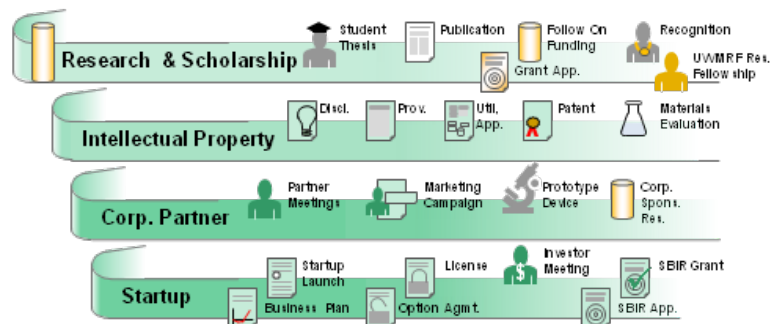 Student Thesis
Publication
Follow On Funding
Recognition
Research & Scholarship
Grant App.
UWMRF Res. Fellowship
Discl.
Prov.
Util. App.
Patent
Materials Evaluation
Intellectual Property
Partner Meetings
Marketing Campaign
Prototype Device
Corp. Spons. Res.
Corp. Partner
Startup Launch
License
Investor Meeting
$
SBIR Grant
Startup
Business Plan
Option Agmt.
SBIR App.